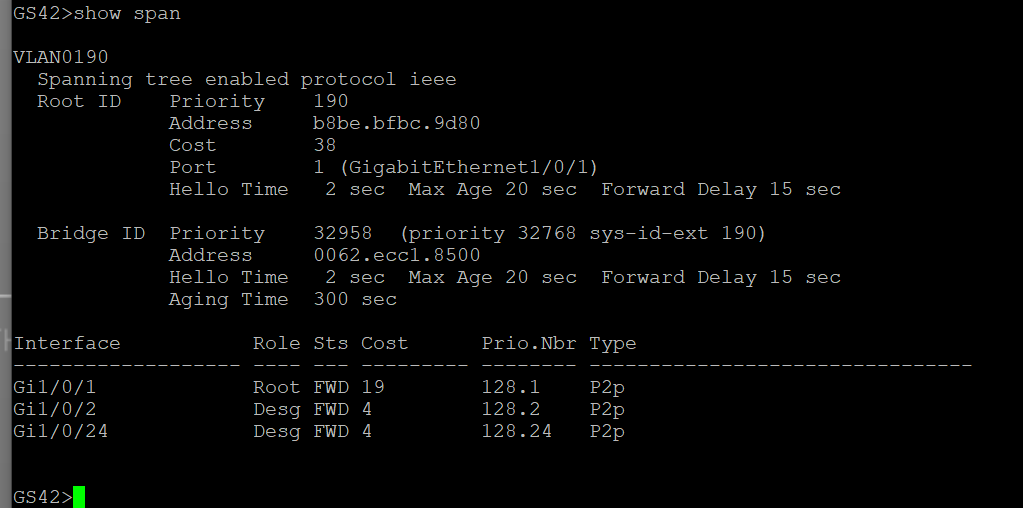 GS42>show span
VLAN0190
  Spanning tree enabled protocol ieee
  Root ID    Priority    190
             Address     b8be.bfbc.9d80
             Cost        38
             Port        1 (GigabitEthernet1/0/1)
             Hello Time   2 sec  Max Age 20 sec  Forward Delay 15 sec
  Bridge ID  Priority    32958  (priority 32768 sys-id-ext 190)
             Address     0062.ecc1.8500
             Hello Time   2 sec  Max Age 20 sec  Forward Delay 15 sec
             Aging Time  300 sec
Interface           Role Sts Cost      Prio.Nbr Type
------------------- ---- --- --------- -------- --------------------------------
Gi1/0/1             Root FWD 19        128.1    P2p
Gi1/0/2             Desg FWD 4         128.2    P2p
Gi1/0/24            Desg FWD 4         128.24   P2p
GS42>